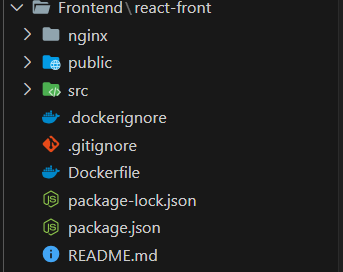 Frontend\react-front
nginx
public
src
.dockerignore
.gitignore
Dockerfile
package-lock.json
package.json
README.md